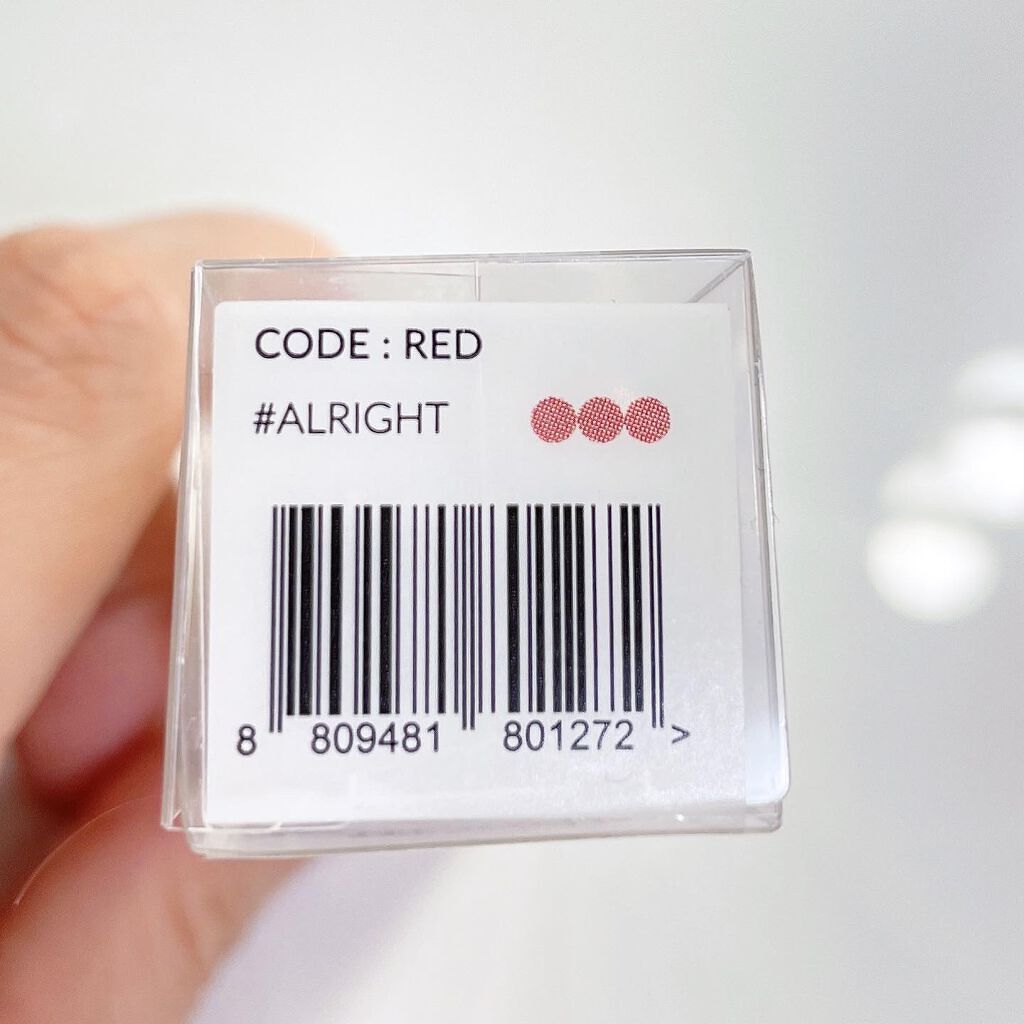 CODE : RED
#ALRIGHT
8 809481 801272 >